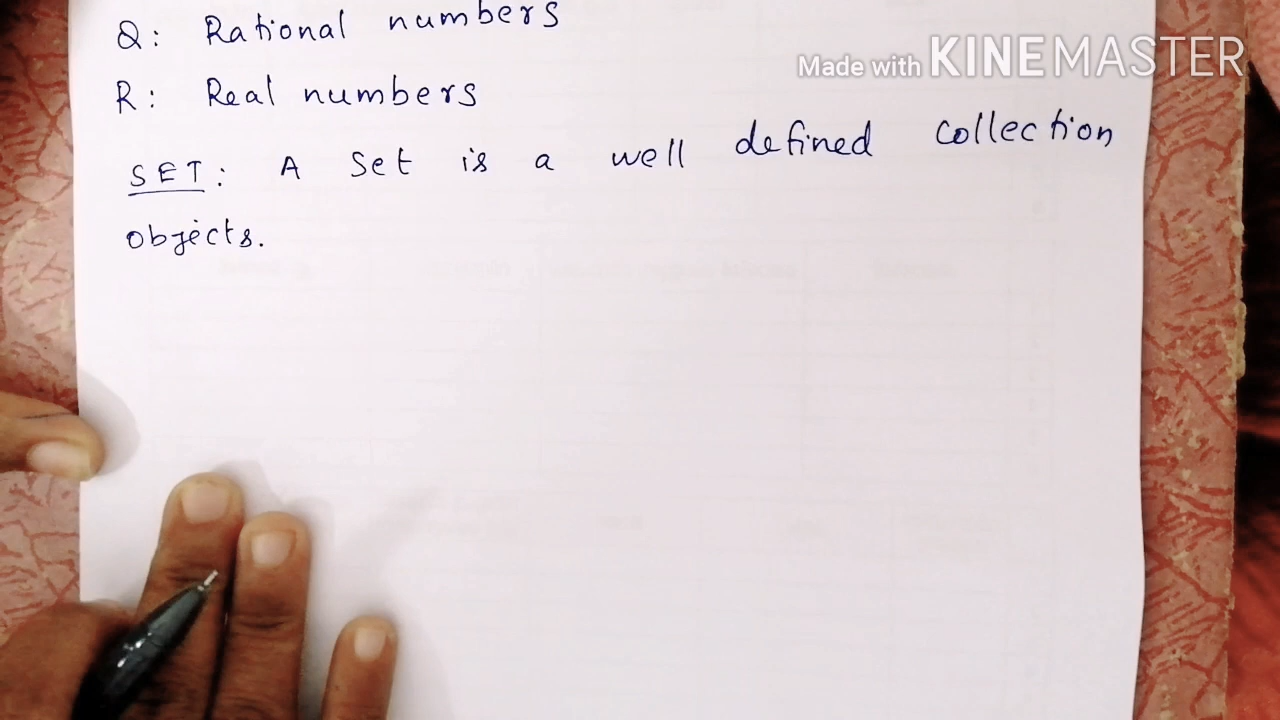 Q: Rational numbers
Made with KINEMASTER
R: Real numbers
SET: A Set is a well defined collection
objects.